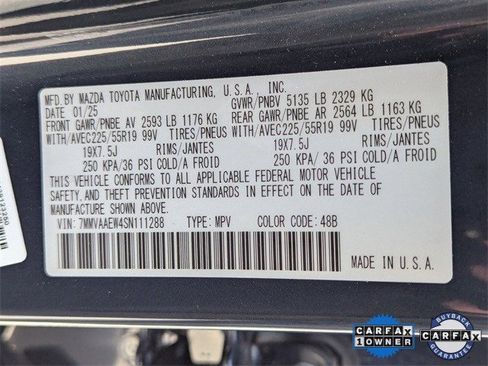 MFD.BY MAZDA TOYOTA MANUFACTURING, U.S.A., INC.
DATE 01/25 GVWR/PNBV 5135 LB 2329 KG
FRONT GAWR/PNBE AV 2593 LB 1176 KG REAR GAWR/PNBE AR 2564 LB 1163 KG
WITH/AVEC225/55R19 99V TIRES/PNEUS WITH/AVEC225/55R19 99V TIRES/PNEUS
19X7.5J RIMS/JANTES 19X7.5J RIMS/JANTES
250 KPA/36 PSI COLD/A FROID 250 KPA/36 PSI COLD/A FROID
THIS VEHICLE CONFORMS TO ALL APPLICABLE FEDERAL MOTOR VEHICLE
SAFETY, AND THEFT PREVENTION STANDARDS IN EFFECT ON THE DATE OF
MANUFACTURE SHOWN ABOVE.
VIN: 7MMVAAEW4SN111288 TYPE: MPV COLOR CODE: 48B
MADE IN U.S.A.
CARFAX
1 OWNER
BUYBACK
CARFAX
GUARANTEE